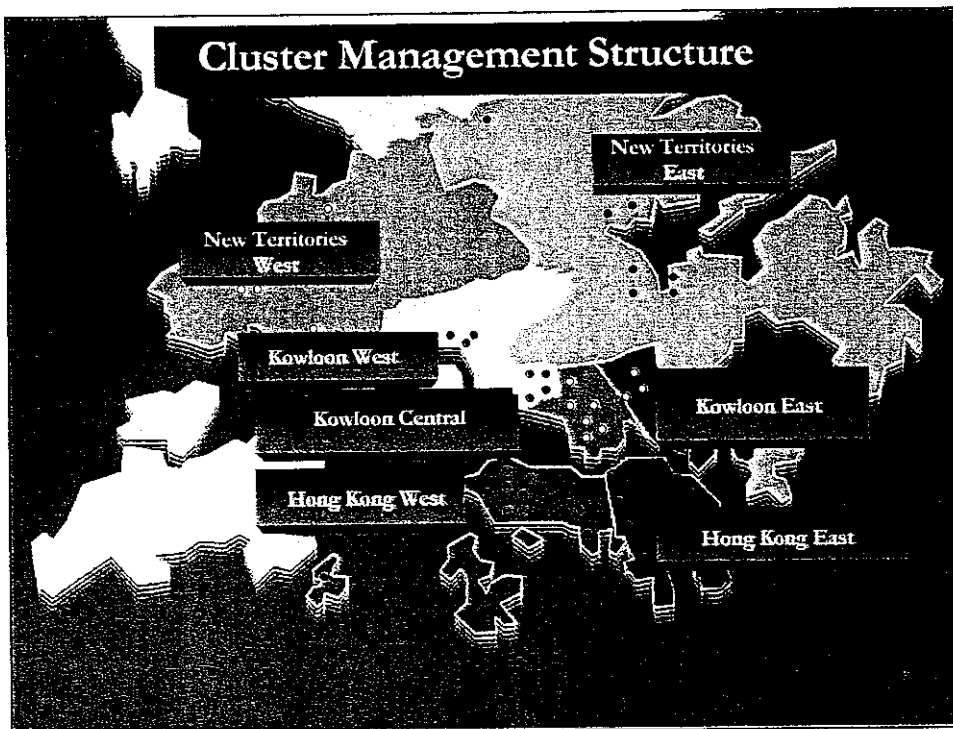 Cluster Management Structure
New Territories
East
New Territories
West
Kowloon West
Kowloon Central
Kowloon East
Hong Kong West
Hong Kong East